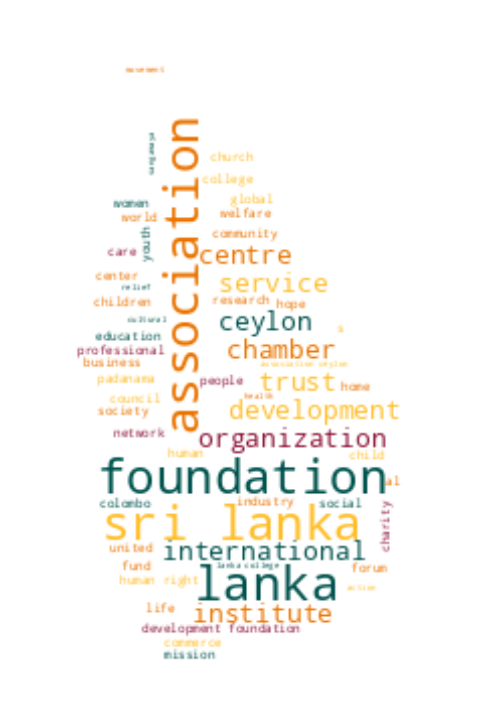 movement
association
sangamaya
church
college
women
global
world
welfare
youth
community
care
centre
center
service
relief
children
research hope
cultural
ceylon
s
education
professional
chamber
business
association ceylon
padanama
people
trust
home
health
council
society
development
network
organization
human
child
foundation
al
colombo
industry
social
charity
sri lanka
united
international
fund
lanka college
forum
human right
lanka
active
life
institute
development foundation
commerce
mission